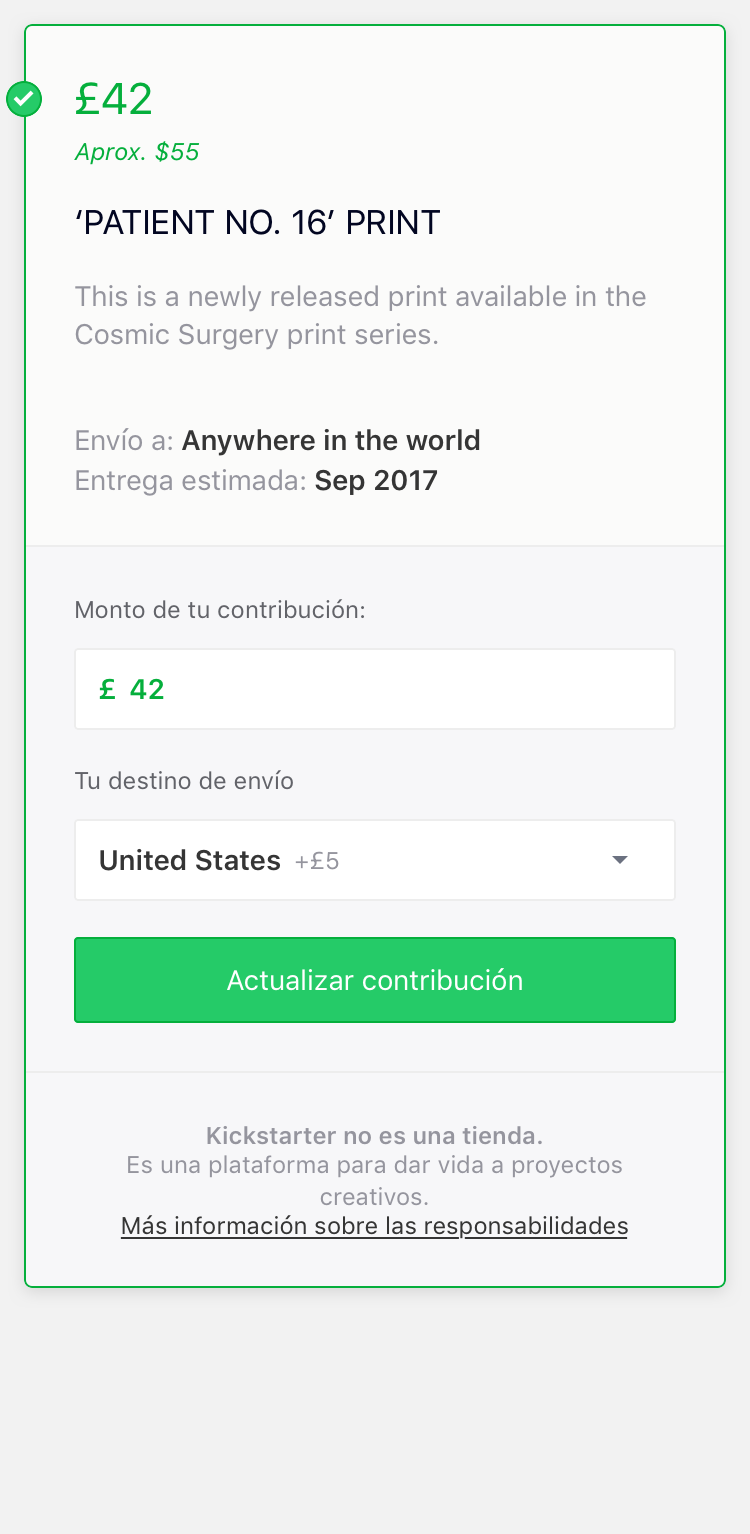 £42
Aprox. $55
‘PATIENT NO. 16’ PRINT
This is a newly released print available in the
Cosmic Surgery print series.
Envío a: Anywhere in the world
Entrega estimada: Sep 2017
Monto de tu contribución:
£ 42
Tu destino de envío
United States +£5
Actualizar contribución
Kickstarter no es una tienda.
Es una plataforma para dar vida a proyectos
creativos.
Más información sobre las responsabilidades